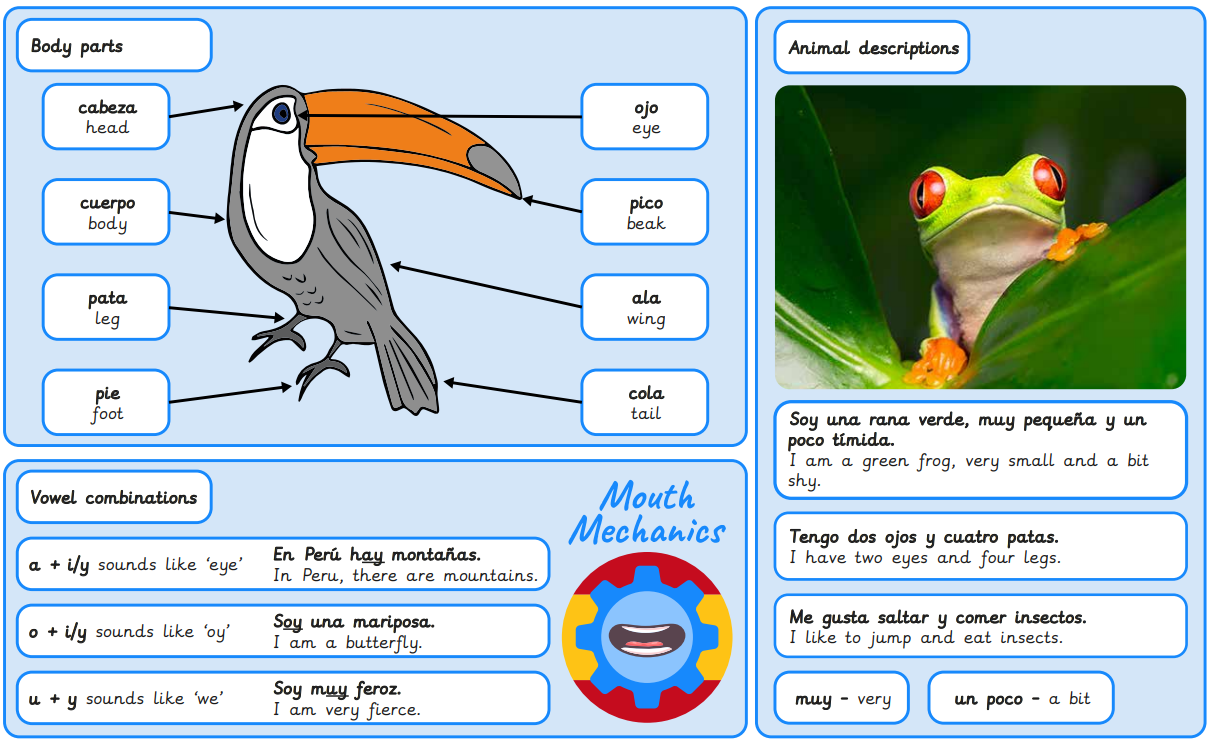 Body parts
cabeza
head
cuerpo
body
pata
leg
pie
foot
ojo
eye
pico
beak
ala
wing
cola
tail
Vowel combinations
a + i/y sounds like ‘eye’
En Perú hay montañas.
In Peru, there are mountains.
o + i/y sounds like ‘oy’
Soy una mariposa.
I am a butterfly.
u + y sounds like ‘we’
Soy muy feroz.
I am very fierce.
Mouth
Mechanics
Animal descriptions
Soy una rana verde, muy pequeña y un
poco tímida.
I am a green frog, very small and a bit
shy.
Tengo dos ojos y cuatro patas.
I have two eyes and four legs.
Me gusta saltar y comer insectos.
I like to jump and eat insects.
muy - very
un poco - a bit